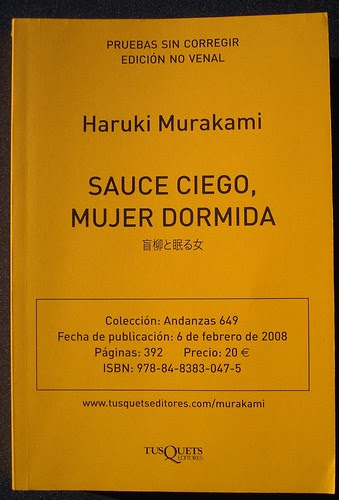 PRUEBAS SIN CORREGIR
EDICIÓN NO VENAL
Haruki Murakami
SAUCE CIEGO,
MUJER DORMIDA
盲柳と眠る女
Colección: Andanzas 649
Fecha de publicación: 6 de febrero de 2008
Páginas: 392 Precio: 20 €
ISBN: 978-84-8383-047-5
www.tusquetseditores.com/murakami
TUSQUETS
EDITORES